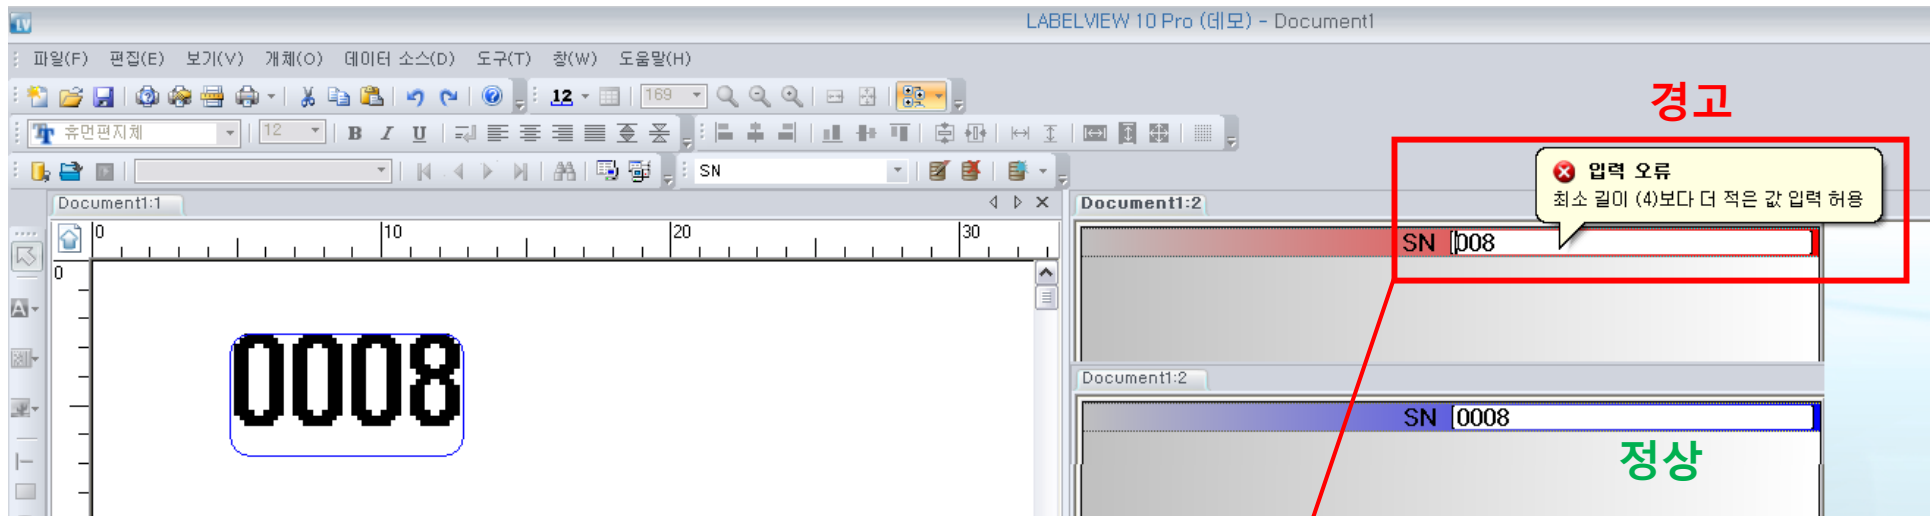 LABELVIEW 10 Pro (데모) - Document1
파일(F) 편집(E) 보기(V) 개체(O) 데이터 소스(D) 도구(T) 창(W) 도움말(H)
12 169
경고
휴먼편지체 12 B I U
SN
입력 오류
최소 길이 (4)보다 더 적은 값 입력 허용
Document1:1
Document1:2
0 10 20 30
SN 008
0
0008
Document1:2
SN 0008
정상